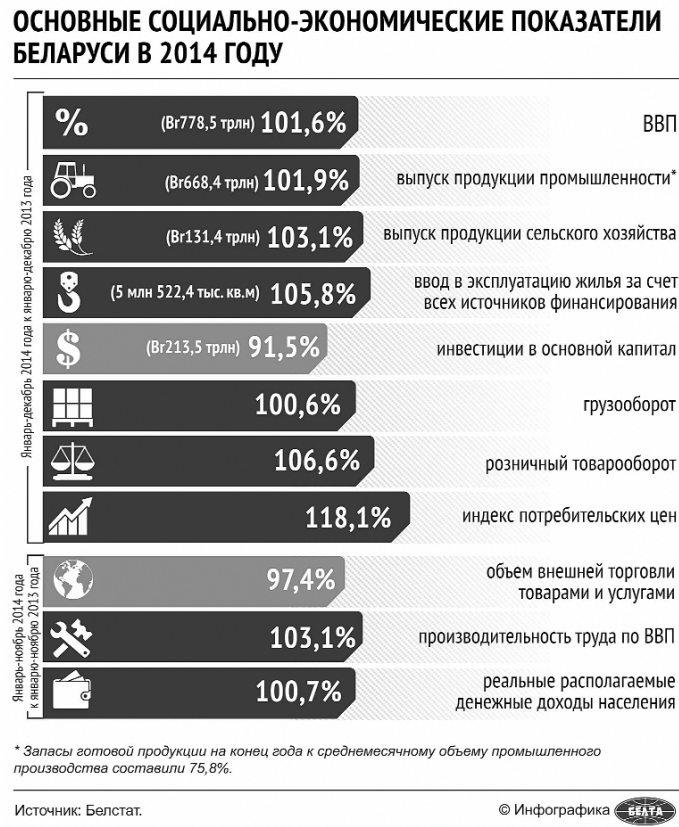 ОСНОВНЫЕ СОЦИАЛЬНО-ЭКОНОМИЧЕСКИЕ ПОКАЗАТЕЛИ
БЕЛАРУСИ В 2014 ГОДУ
Январь-декабрь 2014 года к январю-декабрю 2013 года
% (Br778,5 трлн) 101,6% ВВП
(Br668,4 трлн) 101,9% выпуск продукции промышленности*
(Br131,4 трлн) 103,1% выпуск продукции сельского хозяйства
(5 млн 522,4 тыс. кв.м) 105,8% ввод в эксплуатацию жилья за счет
всех источников финансирования
$ (Br213,5 трлн) 91,5% инвестиции в основной капитал
100,6% грузооборот
106,6% розничный товарооборот
118,1% индекс потребительских цен
Январь-ноябрь 2014 года
к январю-ноябрю 2013 года
97,4% объем внешней торговли
товарами и услугами
103,1% производительность труда по ВВП
100,7% реальные располагаемые
денежные доходы населения
* Запасы готовой продукции на конец года к среднемесячному объему промышленного
производства составили 75,8%.
Источник: Белстат.
© Инфографика БЕЛТА